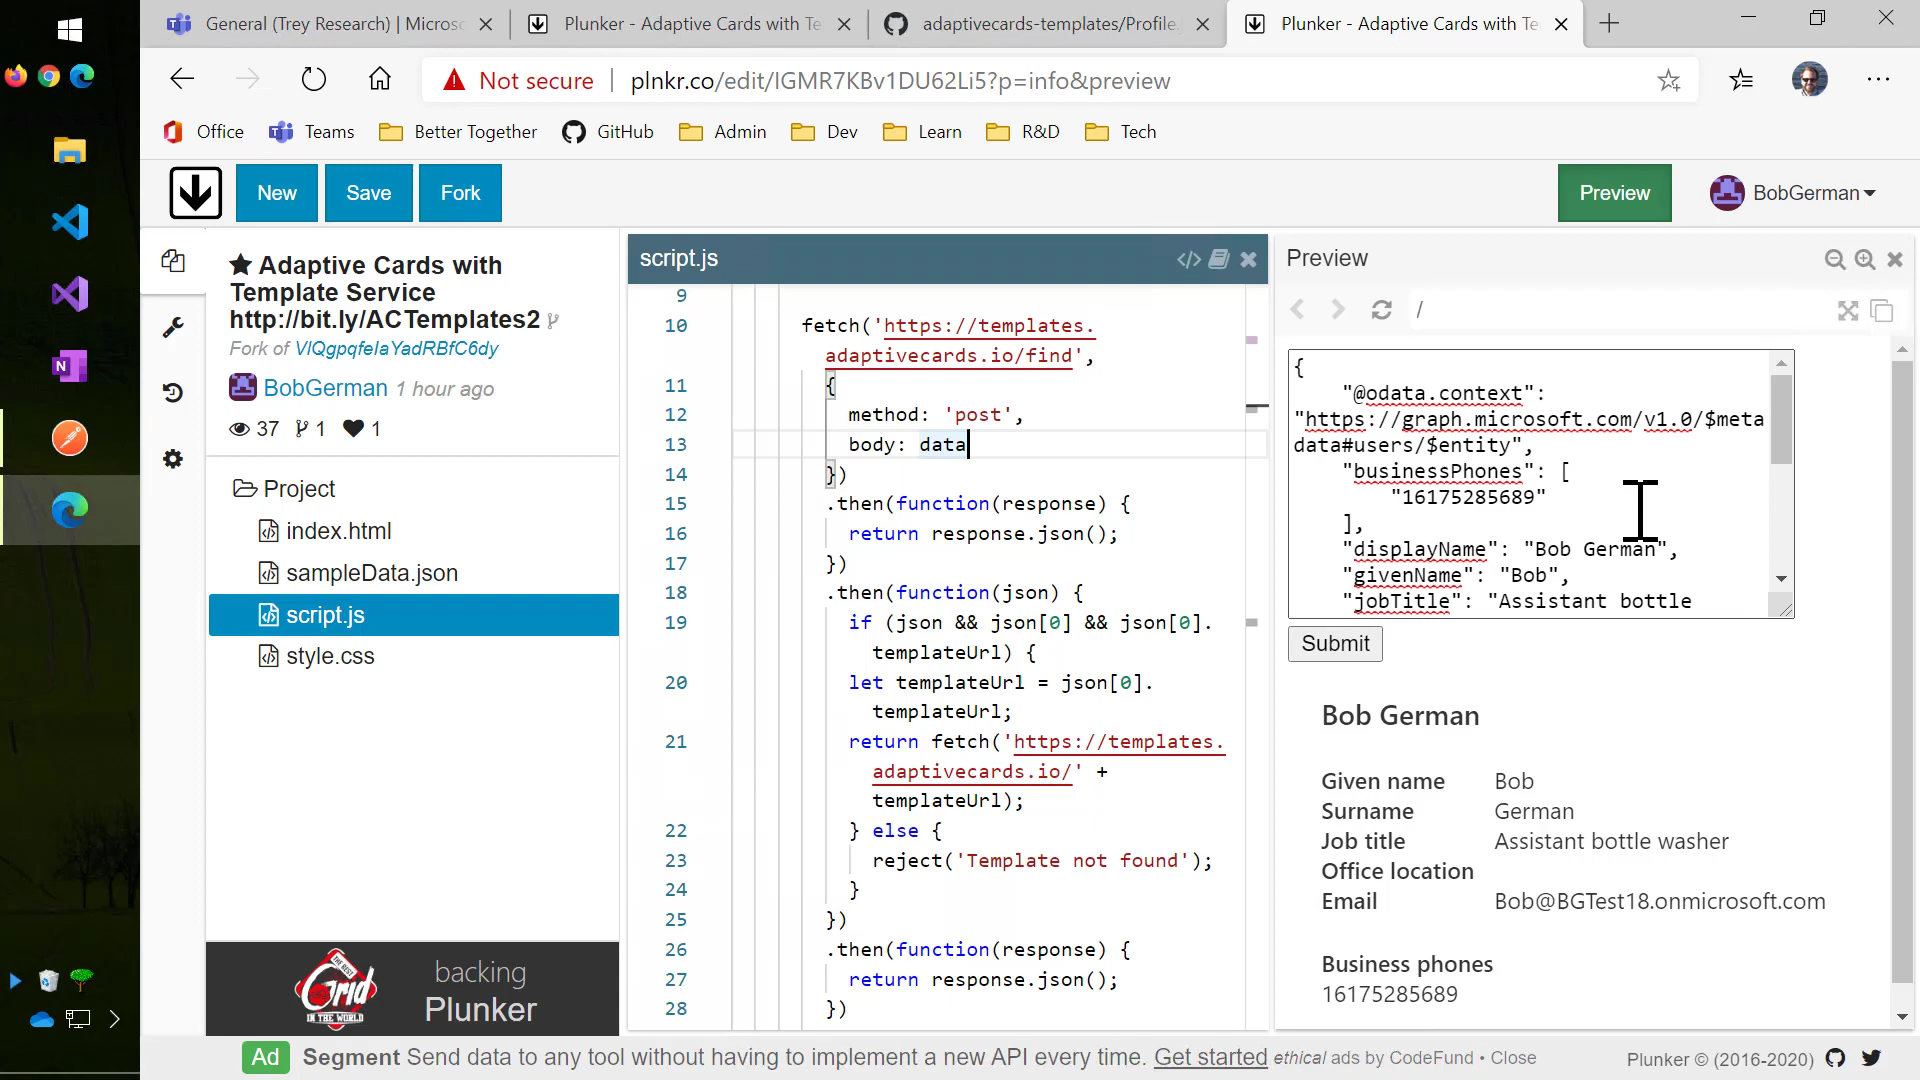 General (Trey Research) | Microsc
Plunker - Adaptive Cards with Te
adaptivecards-templates/Profile.
Plunker - Adaptive Cards with Te
Not secure
plnkr.co/edit/IGMR7KBv1DU62Li5?p=info&preview
Office
Teams
Better Together
GitHub
Admin
Dev
Learn
R&D
Tech
New
Save
Fork
Preview
BobGerman
Adaptive Cards with
Template Service
http://bit.ly/ACTemplates2
Fork of VlQgpqfelaYadRBfC6dy
BobGerman 1 hour ago
37
1
1
Project
index.html
sampleData.json
script.js
style.css
THE BEST
Grid
IN THE WORLD
backing
Plunker
script.js
9
10 fetch('https://templates.
adaptivecards.io/find',
11 {
12 method: 'post',
13 body: data
14 })
15 .then(function(response) {
16 return response.json();
17 })
18 .then(function(json) {
19 if (json && json[0] && json[0].
templateUrl) {
20 let templateUrl = json[0].
templateUrl;
21 return fetch('https://templates.
adaptivecards.io/' +
templateUrl);
22 } else {
23 reject('Template not found');
24 }
25 })
26 .then(function(response) {
27 return response.json();
28 })
Preview
/
{
"@odata.context":
"https://graph.microsoft.com/v1.0/$meta
data#users/$entity",
"businessPhones": [
"16175285689"
],
"displayName": "Bob German",
"givenName": "Bob",
"jobTitle": "Assistant bottle
Submit
Bob German
Given name Bob
Surname German
Job title Assistant bottle washer
Office location
Email Bob@BGTest18.onmicrosoft.com
Business phones
16175285689
Ad
Segment Send data to any tool without having to implement a new API every time. Get started ethical ads by CodeFund • Close
Plunker © (2016-2020)